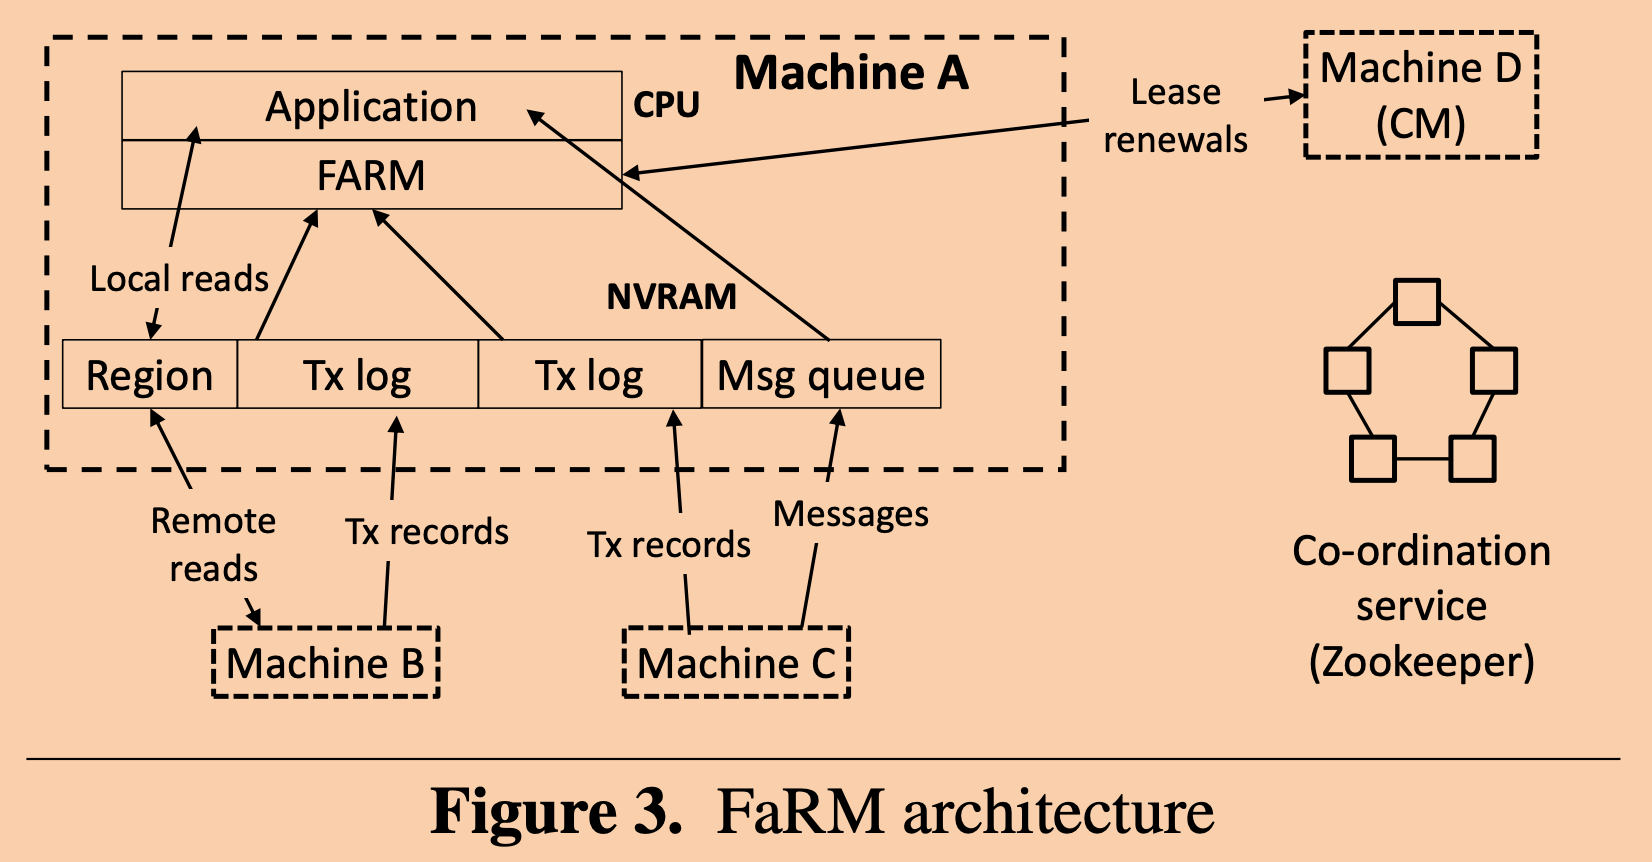 Machine A
Application
CPU
FARM
Lease
renewals
Machine D
(CM)
Local reads
NVRAM
Region
Tx log
Tx log
Msg queue
Remote
reads
Tx records
Tx records
Messages
Machine B
Machine C
Co-ordination
service
(Zookeeper)
Figure 3. FaRM architecture